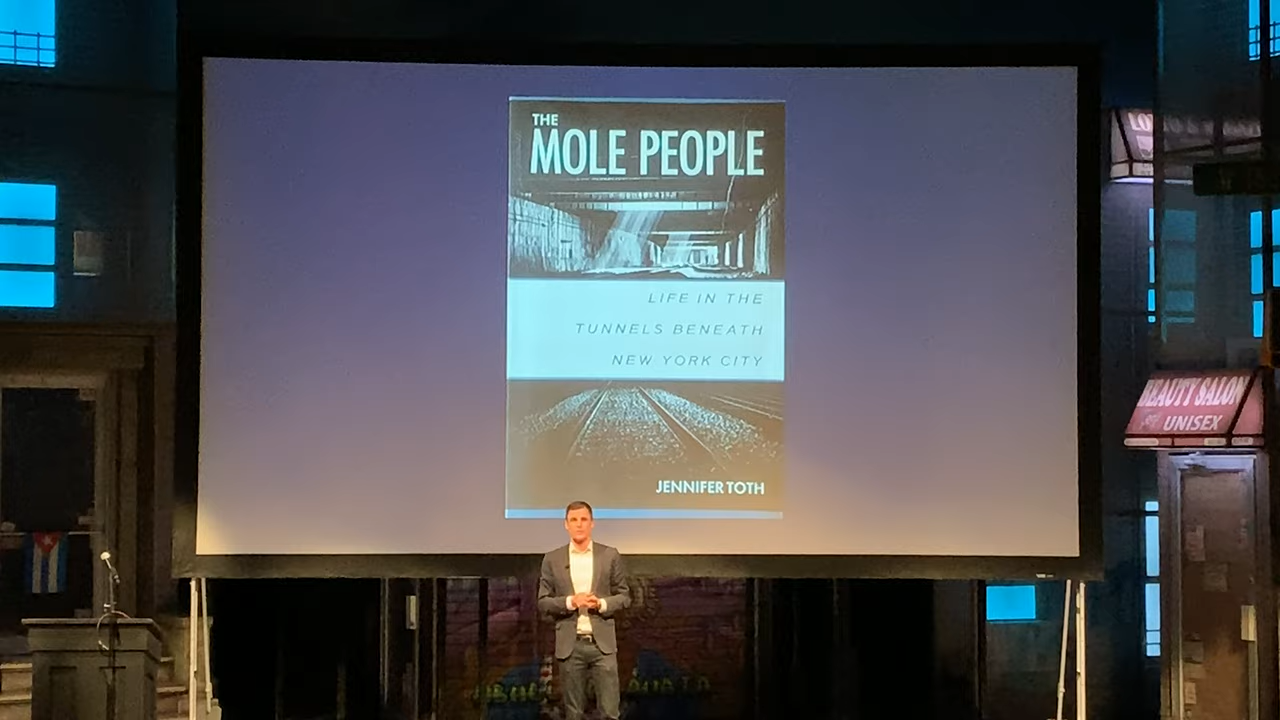 THE
MOLE PEOPLE
LIFE IN THE
TUNNELS BENEATH
NEW YORK CITY
JENNIFER TOTH
BEAUTY SALON
UNISEX